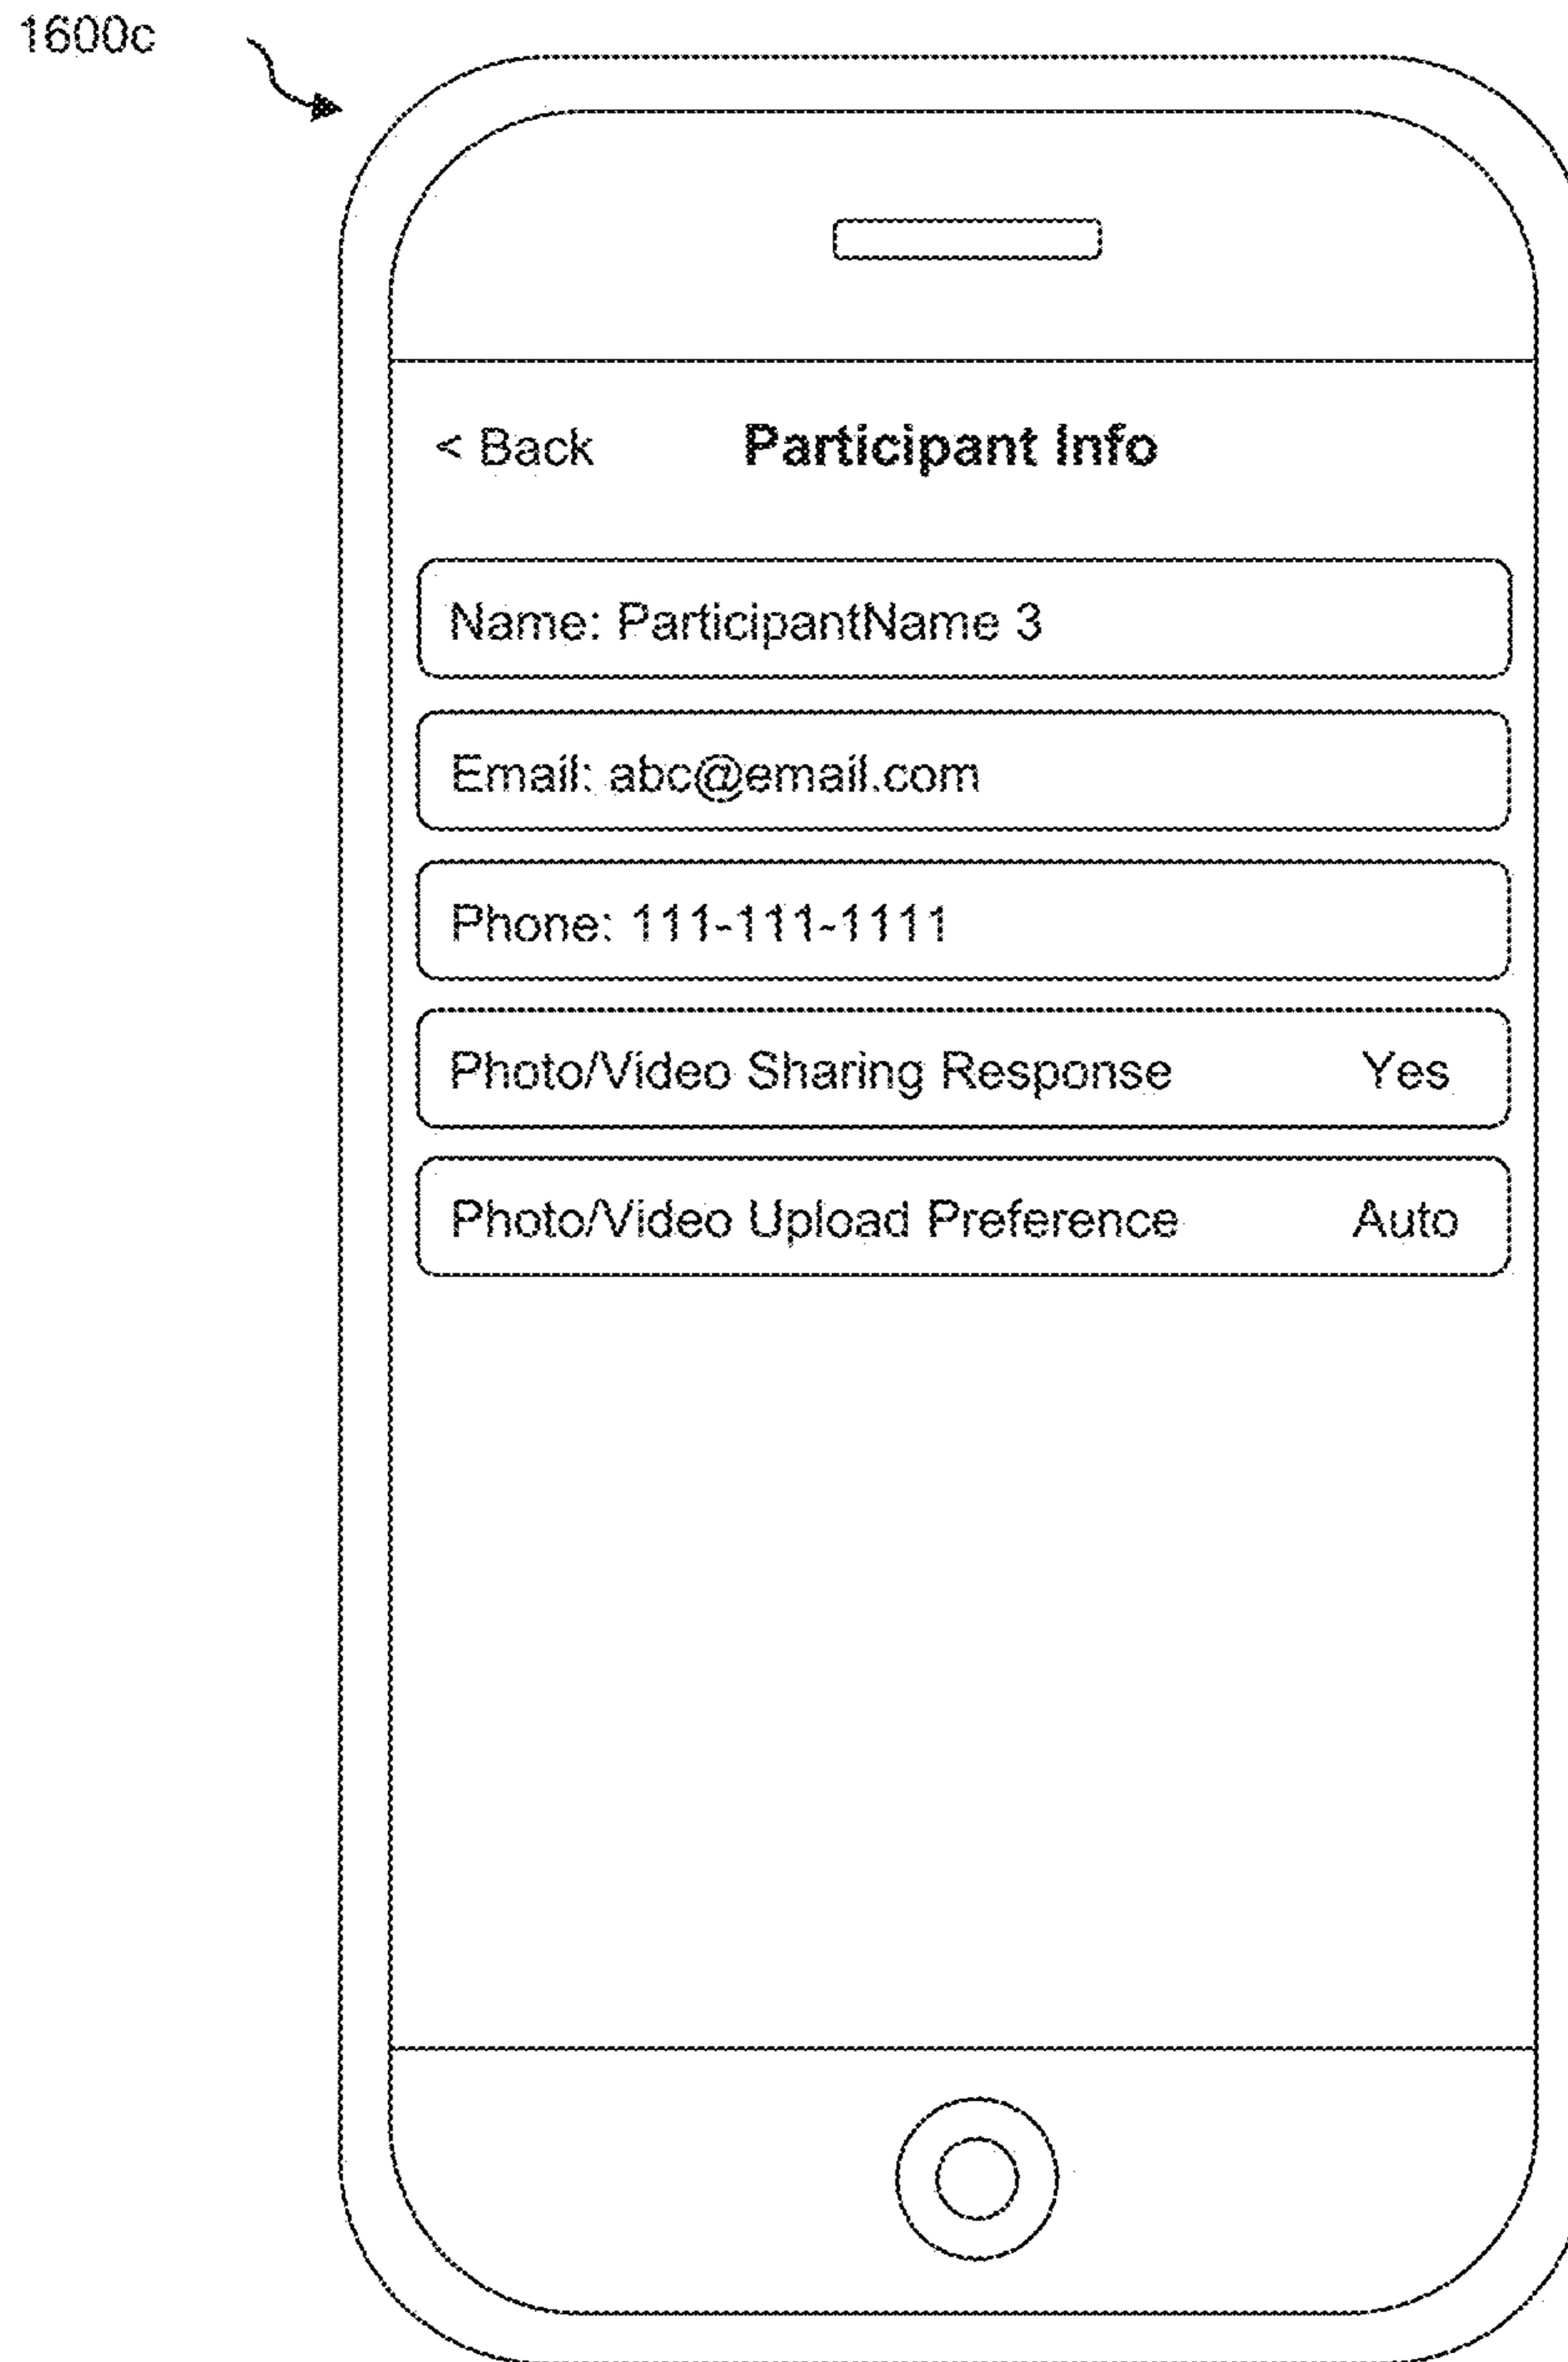 1600c
< Back Participant Info
Name: ParticipantName 3
Email: abc@email.com
Phone: 111-111-1111
Photo/Video Sharing Response Yes
Photo/Video Upload Preference Auto